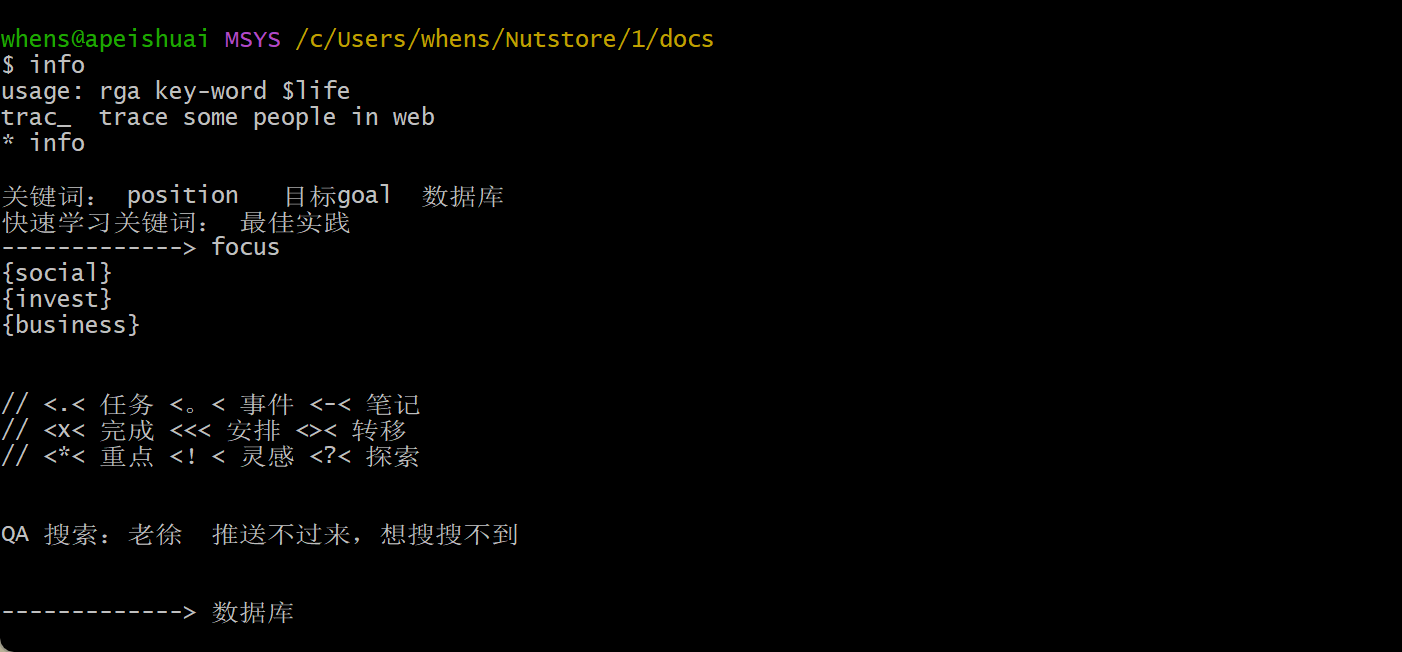 whens@apeishuai MSYS /c/Users/whens/Nutstore/1/docs
$ info
usage: rga key-word $life
trac_  trace some people in web
* info
关键词： position   目标goal  数据库
快速学习关键词： 最佳实践
-------------> focus
{social}
{invest}
{business}
// <.< 任务 <。< 事件 <-< 笔记
// <x< 完成 <<< 安排 <>< 转移
// <*< 重点 <！< 灵感 <?< 探索
QA 搜索：老徐  推送不过来，想搜搜不到
-------------> 数据库